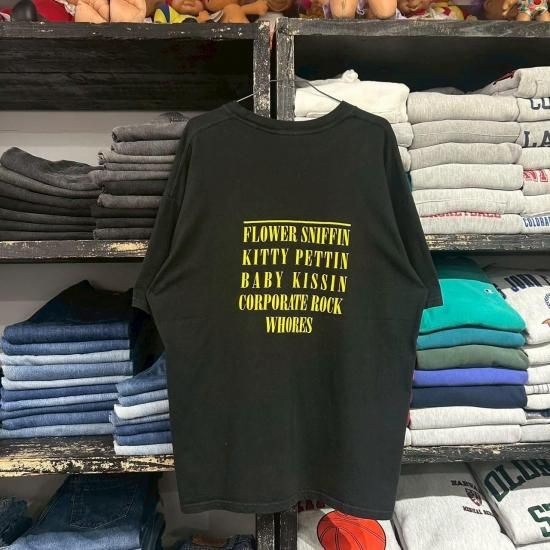 FLOWER SNIFFIN
KITTY PETTIN
BABY KISSIN
CORPORATE ROCK
WHORES